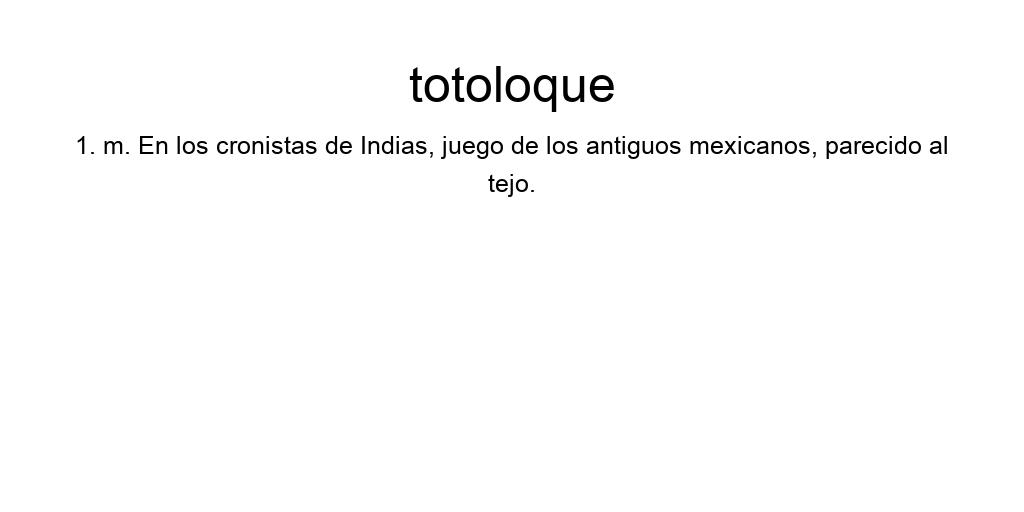 totoloque
1. m. En los cronistas de Indias, juego de los antiguos mexicanos, parecido al
tejo.